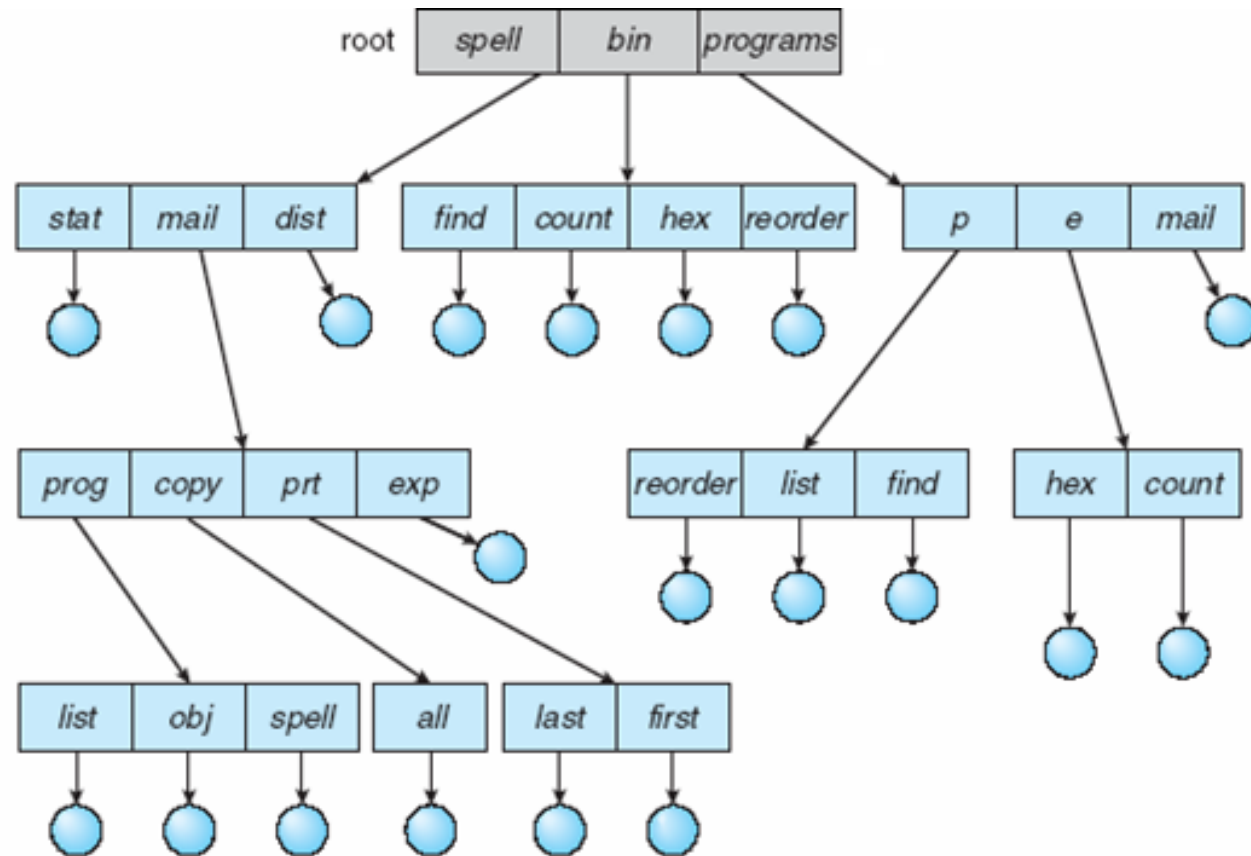 root spell bin programs
stat mail dist find count hex reorder p e mail
prog copy prt exp reorder list find hex count
list obj spell all last first